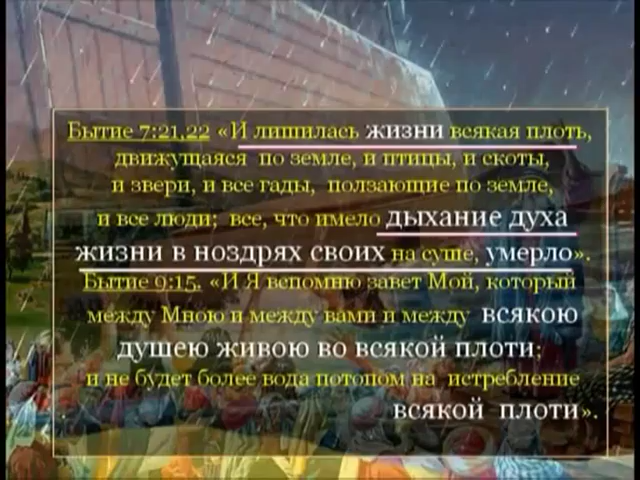 Бытие 7:21,22 «И лишилась жизни всякая плоть,
движущаяся по земле, и птицы, и скоты,
и звери, и все гады, ползающие по земле,
и все люди; все, что имело дыхание духа
жизни в ноздрях своих на суше, умерло».
Бытие 9:15. «И Я вспомню завет Мой, который
между Мною и между вами и между всякою
душею живою во всякой плоти;
и не будет более вода потопом на истребление
всякой плоти».